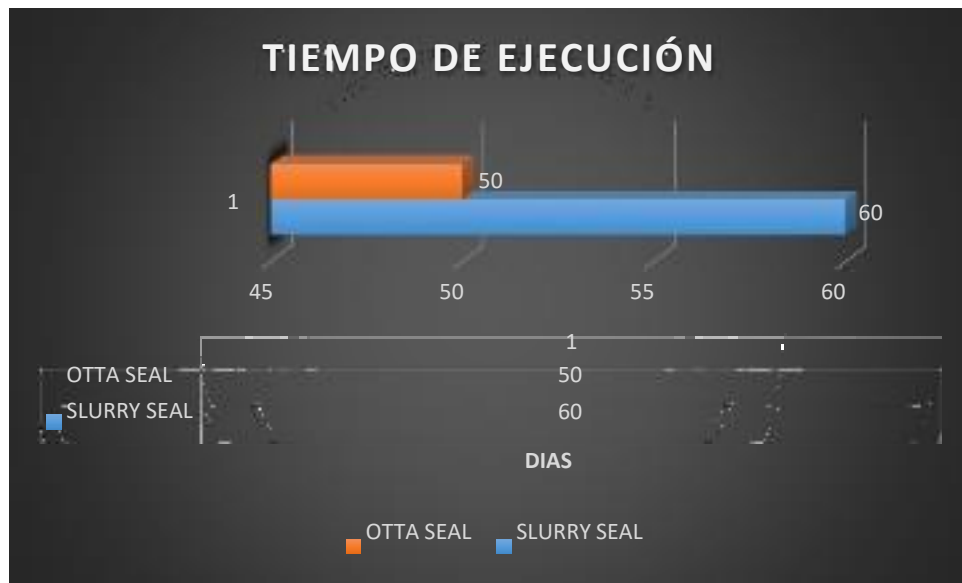 TIEMPO DE EJECUCIÓN
50
1
60
45 50 55 60
1
OTTA SEAL 50
SLURRY SEAL 60
DIAS
OTTA SEAL SLURRY SEAL